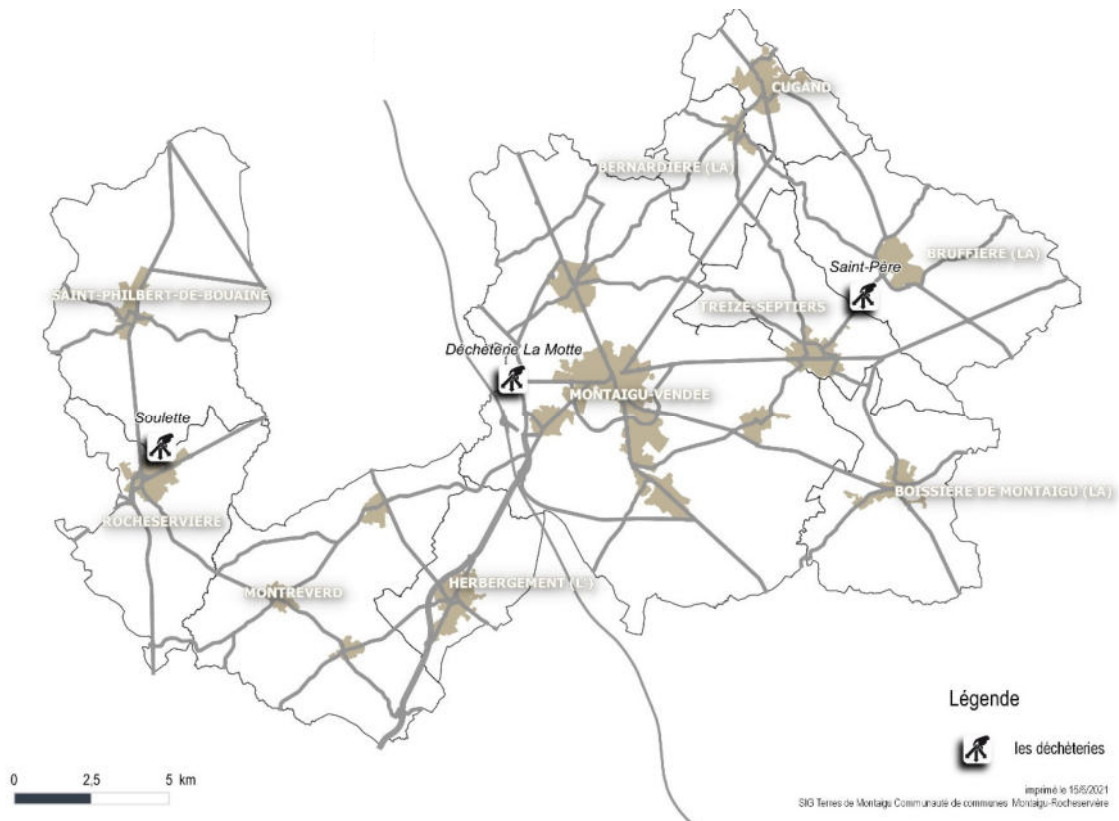 CUGAND
BERNARDIERE (LA)
BRUFFIERE (LA)
Saint-Père
SAINT-PHILBERT-DE-BOUAINE
TREIZE-SEPTIERS
Déchèterie La Motte
MONTAIGU-VENDEE
Soulette
BOISSIERE DE MONTAIGU (LA)
ROCHESERVIERE
HERBERGEMENT (L')
MONTREVERD
Légende
les déchèteries
0 2,5 5 km
imprimé le 15/6/2021
SIG Terres de Montaigu Communauté de communes Montaigu-Rocheservière